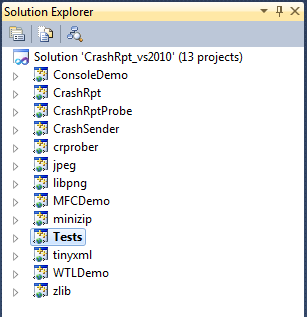 Solution Explorer
Solution 'CrashRpt_vs2010' (13 projects)
ConsoleDemo
CrashRpt
CrashRptProbe
CrashSender
crprober
jpeg
libpng
MFCDemo
minizip
Tests
tinyxml
WTLDemo
zlib